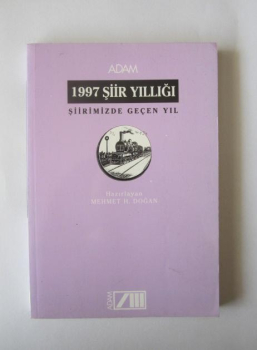 ADAM
1997 ŞİİR YILLIĞI
ŞİİRİMİZDE GEÇEN YIL
Hazırlayan
MEHMET H. DOĞAN
ADAM